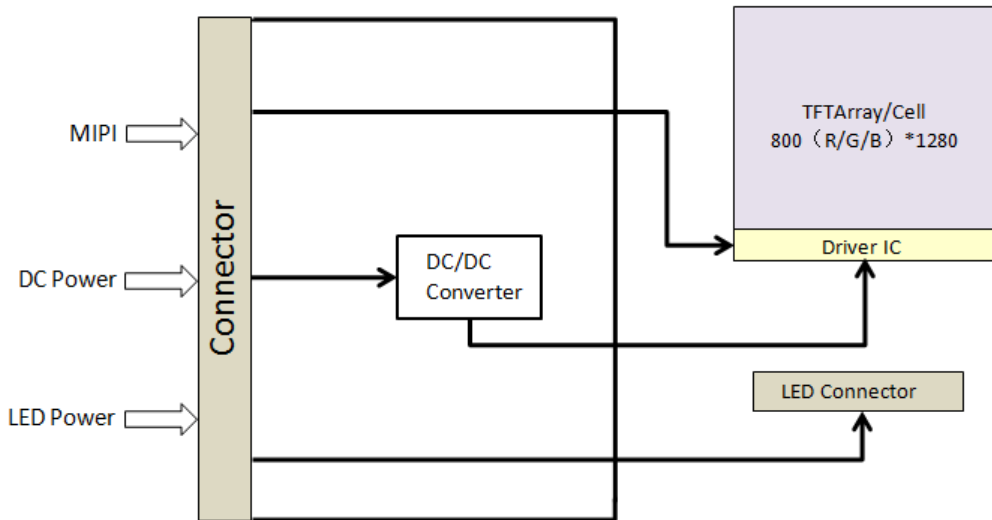 MIPI
DC Power
LED Power
Connector
DC/DC
Converter
TFTArray/Cell
800（R/G/B）*1280
Driver IC
LED Connector